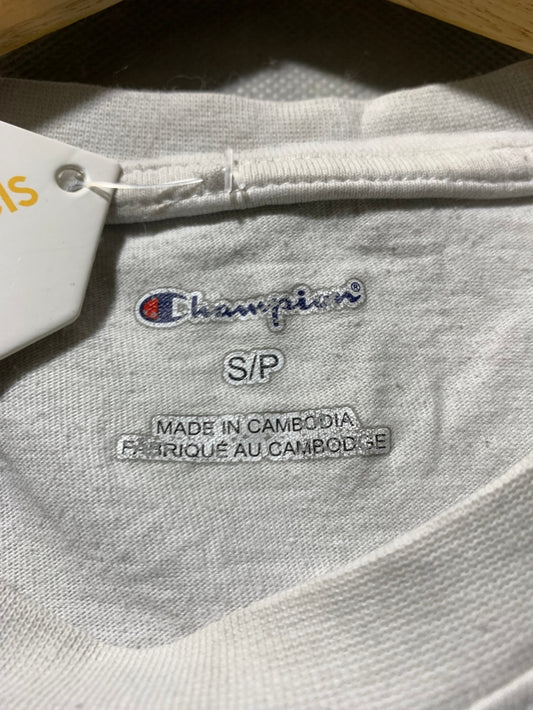 Champion®
S/P
MADE IN CAMBODIA
FABRIQUÉ AU CAMBODGE